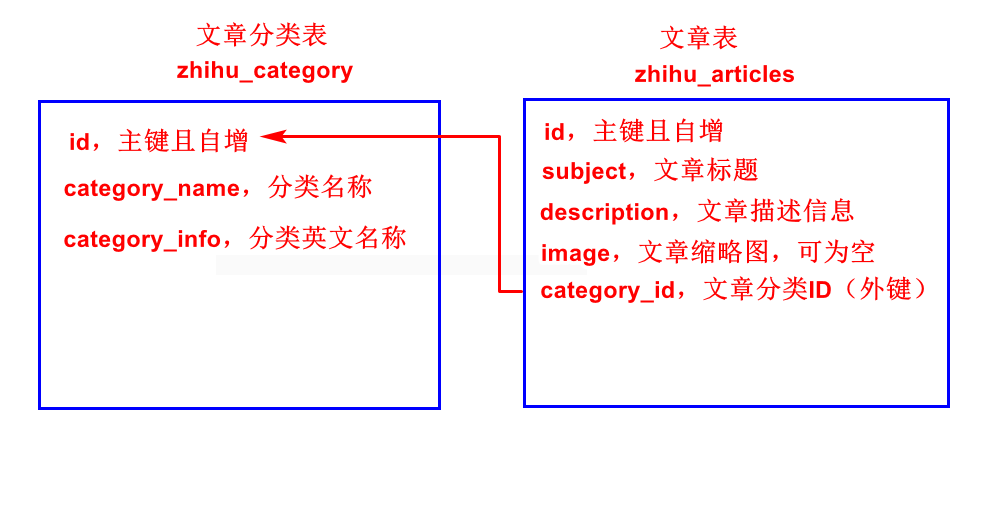 文章分类表
zhihu_category
id，主键且自增
category_name，分类名称
category_info，分类英文名称
文章表
zhihu_articles
id，主键且自增
subject，文章标题
description，文章描述信息
image，文章缩略图，可为空
category_id，文章分类ID（外键）